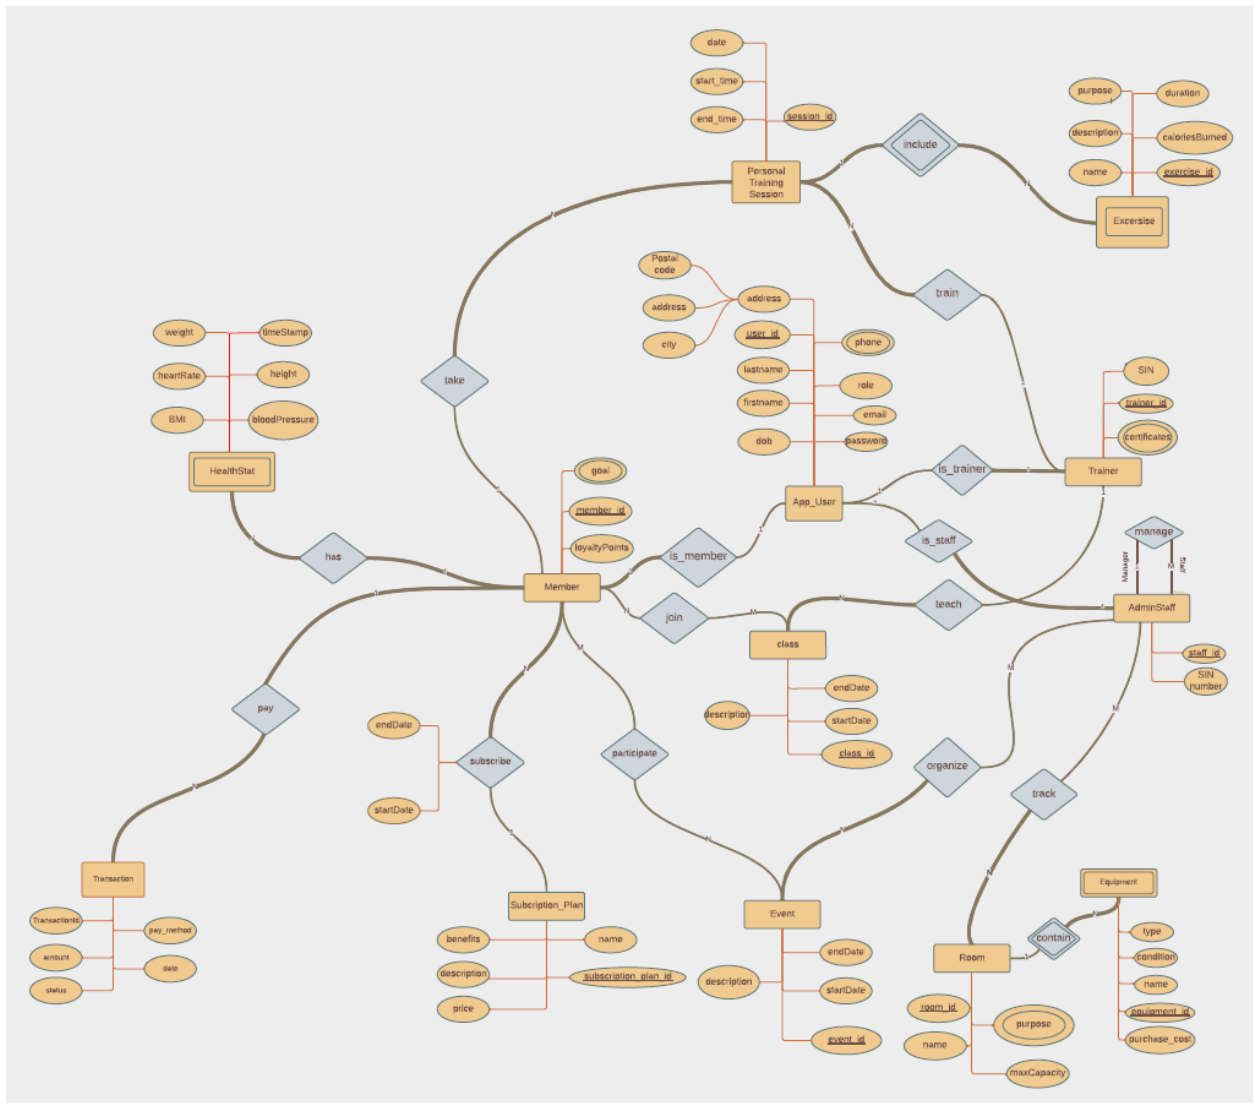 date
start_time
end_time
session_id
Personal
Training
Session
include
purpose
duration
description
caloriesBurned
name
exercise_id
Excersise
N
N
train
Postal
code
address
address
city
user_id
phone
lastname
role
firstname
email
dob
password
App_User
weight
timeStamp
heartRate
height
BMI
bloodPressure
HealthStat
take
SIN
trainer_id
certificates
Trainer
is_trainer
1
goal
member_id
loyaltyPoints
Member
has
is_member
1
is_staff
manage
Manager
Staff
M
AdminStaff
staff_id
SIN
number
join
N
M
teach
N
class
endDate
description
startDate
class_id
pay
N
endDate
subscribe
startDate
N
participate
M
N
organize
M
N
track
M
Transaction
TransactionId
pay_method
amount
date
status
Subcription_Plan
benefits
name
description
subscription_plan_id
price
Event
endDate
description
startDate
event_id
Room
room_id
purpose
name
maxCapacity
contain
1
N
Equipment
type
condition
name
equipment_id
purchase_cost